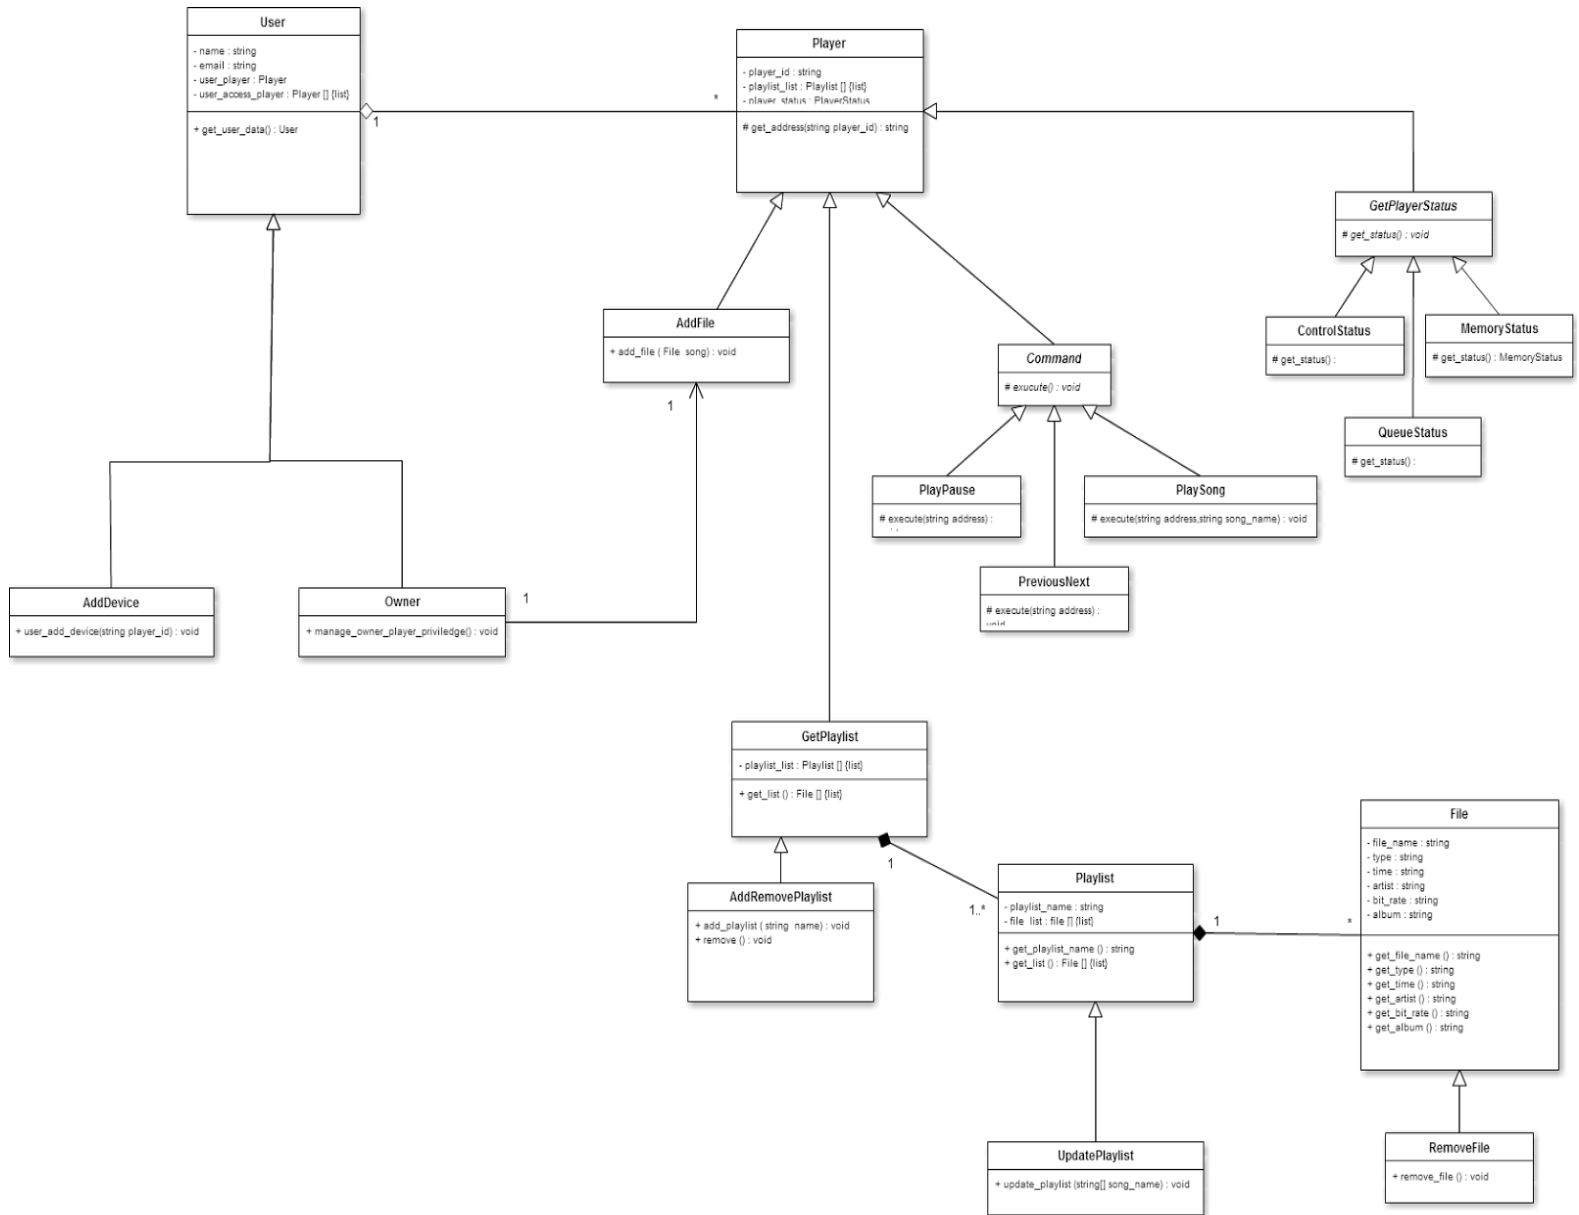 User
- name : string
- email : string
- user_player : Player
- user_access_player : Player [] {list}
+ get_user_data() : User
1
*
Player
- player_id : string
- playlist_list : Playlist [] {list}
- player_status : PlayerStatus
# get_address(string player_id) : string
GetPlayerStatus
# get_status() : void
ControlStatus
# get_status() :
MemoryStatus
# get_status() : MemoryStatus
QueueStatus
# get_status() :
AddFile
+ add_file ( File song) : void
1
Command
# exucute() : void
PlayPause
# execute(string address) :
PlaySong
# execute(string address,string song_name) : void
PreviousNext
# execute(string address) :
void
AddDevice
+ user_add_device(string player_id) : void
Owner
+ manage_owner_player_priviledge() : void
1
GetPlaylist
- playlist_list : Playlist [] {list}
+ get_list () : File [] {list}
1
1..*
AddRemovePlaylist
+ add_playlist ( string name) : void
+ remove () : void
Playlist
- playlist_name : string
- file_list : file [] {list}
+ get_playlist_name () : string
+ get_list () : File [] {list}
1
*
File
- file_name : string
- type : string
- time : string
- artist : string
- bit_rate : string
- album : string
+ get_file_name () : string
+ get_type () : string
+ get_time () : string
+ get_artist () : string
+ get_bit_rate () : string
+ get_album () : string
UpdatePlaylist
+ update_playlist (string[] song_name) : void
RemoveFile
+ remove_file () : void